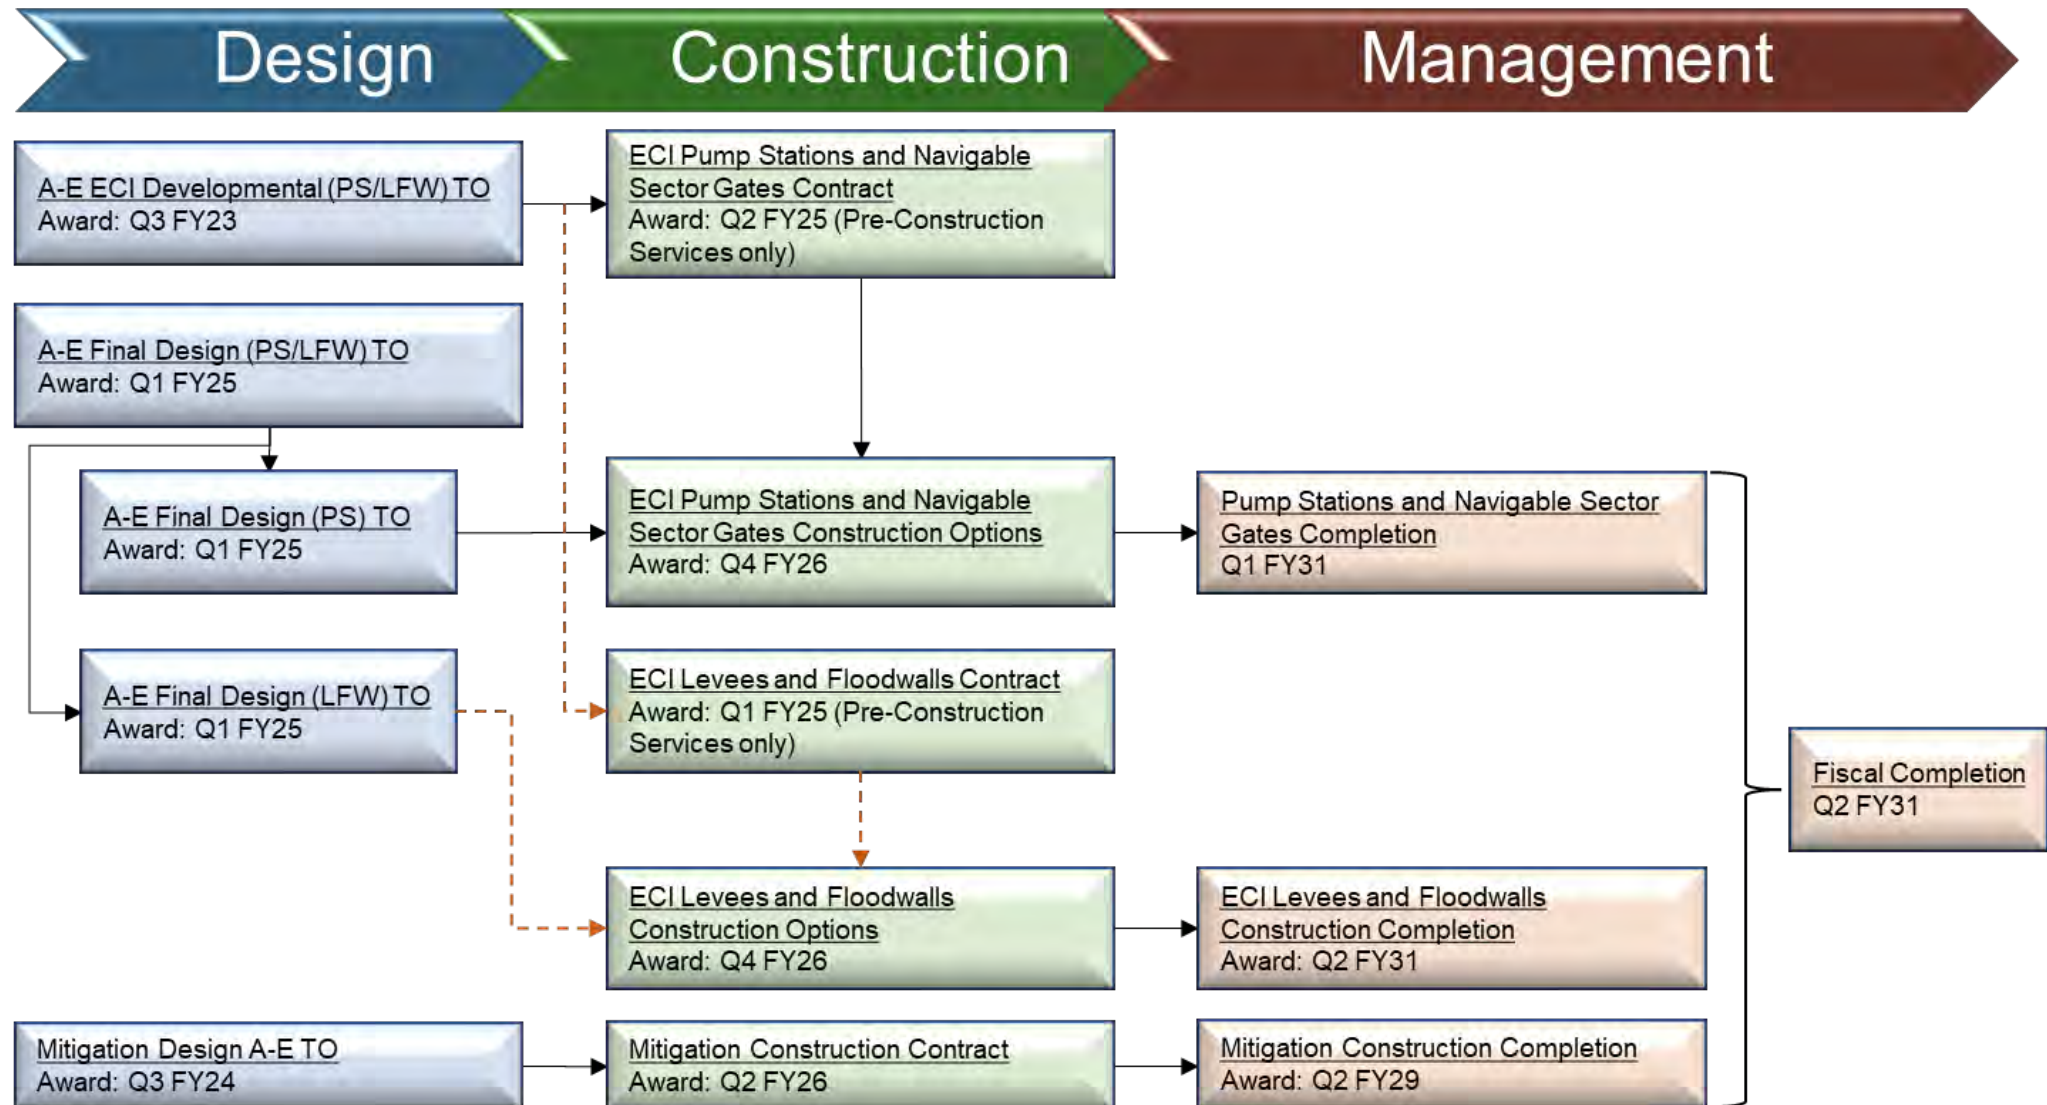 Design
Construction
Management
A-E ECI Developmental (PS/LFW) TO
Award: Q3 FY23
ECI Pump Stations and Navigable
Sector Gates Contract
Award: Q2 FY25 (Pre-Construction
Services only)
A-E Final Design (PS/LFW) TO
Award: Q1 FY25
A-E Final Design (PS) TO
Award: Q1 FY25
ECI Pump Stations and Navigable
Sector Gates Construction Options
Award: Q4 FY26
Pump Stations and Navigable Sector
Gates Completion
Q1 FY31
A-E Final Design (LFW) TO
Award: Q1 FY25
ECI Levees and Floodwalls Contract
Award: Q1 FY25 (Pre-Construction
Services only)
Fiscal Completion
Q2 FY31
ECI Levees and Floodwalls
Construction Options
Award: Q4 FY26
ECI Levees and Floodwalls
Construction Completion
Award: Q2 FY31
Mitigation Design A-E TO
Award: Q3 FY24
Mitigation Construction Contract
Award: Q2 FY26
Mitigation Construction Completion
Award: Q2 FY29